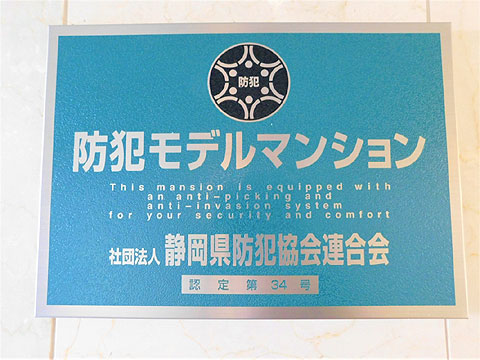 防犯
防犯モデルマンション
This mansion is equipped with
an anti-picking and
anti-invasion system
for your security and comfort
社団法人 静岡県防犯協会連合会
認定第34号